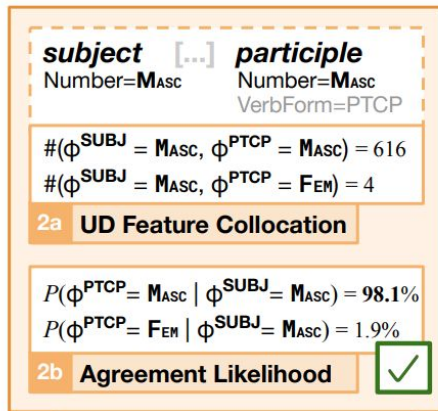 subject [...] participle
Number=MASC Number=MASC
VerbForm=PTCP
#(ϕSUBJ = MASC, ϕPTCP = MASC) = 616
#(ϕSUBJ = MASC, ϕPTCP = FEM) = 4
2a UD Feature Collocation
P(ϕPTCP= MASC | ϕSUBJ= MASC) = 98.1%
P(ϕPTCP= FEM | ϕSUBJ= MASC) = 1.9%
2b Agreement Likelihood